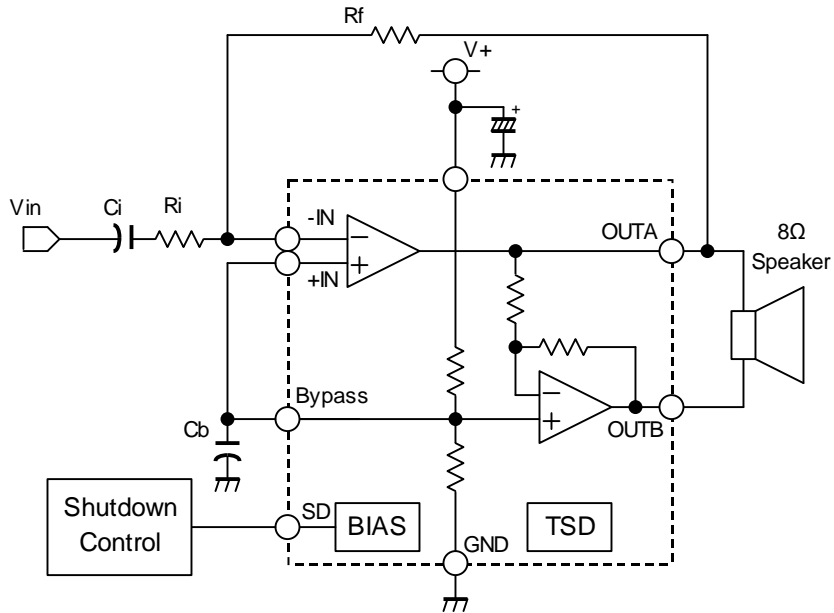 Rf
V+
+
Vin
Ci
Ri
-IN
−
+
+IN
OUTA
8Ω
Speaker
Bypass
Cb
−
+
OUTB
Shutdown
Control
SD
BIAS
GND
TSD